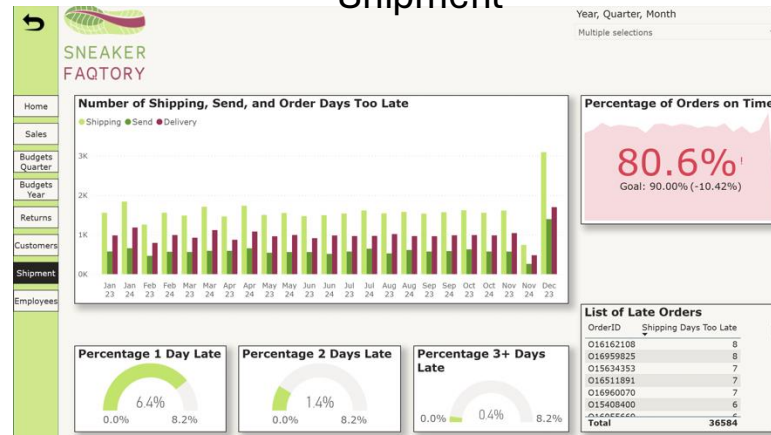 Shipment
Year, Quarter, Month
Multiple selections
SNEAKER
FAQTORY
Home
Sales
Budgets
Quarter
Budgets
Year
Returns
Customers
Shipment
Employees
Number of Shipping, Send, and Order Days Too Late
Shipping Send Delivery
3K
2K
1K
0K
Jan Jan Feb Feb Mar Mar Apr Apr May May Jun Jun Jul Jul Aug Aug Sep Sep Oct Oct Nov Nov Dec
23 24 23 24 23 24 23 24 23 24 23 24 23 24 23 24 23 24 23 24 23 24 23
Percentage of Orders on Time
80.6%!
Goal: 90.00% (-10.42%)
Percentage 1 Day Late
6.4%
0.0% 8.2%
Percentage 2 Days Late
1.4%
0.0% 8.2%
Percentage 3+ Days
Late
0.4%
0.0% 8.2%
List of Late Orders
OrderID Shipping Days Too Late
O16162108 8
O16959825 8
O15634353 7
O16511891 7
O16960070 7
O15408400 6
Total 36584